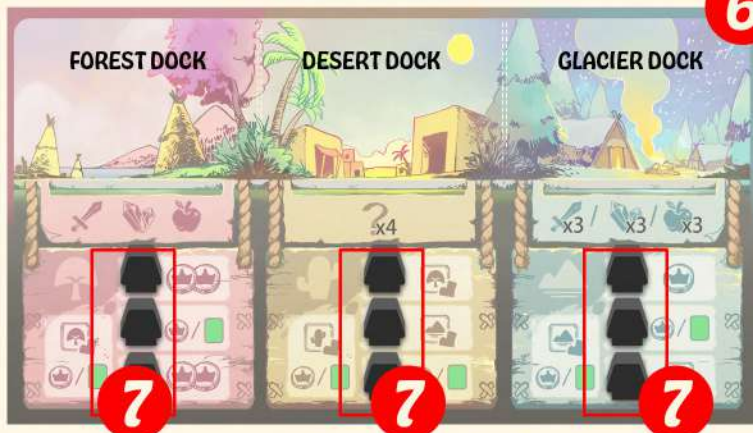 6
FOREST DOCK DESERT DOCK GLACIER DOCK
? x4 x3 / x3 / x3
/ /
/ / / / /
7 7 7